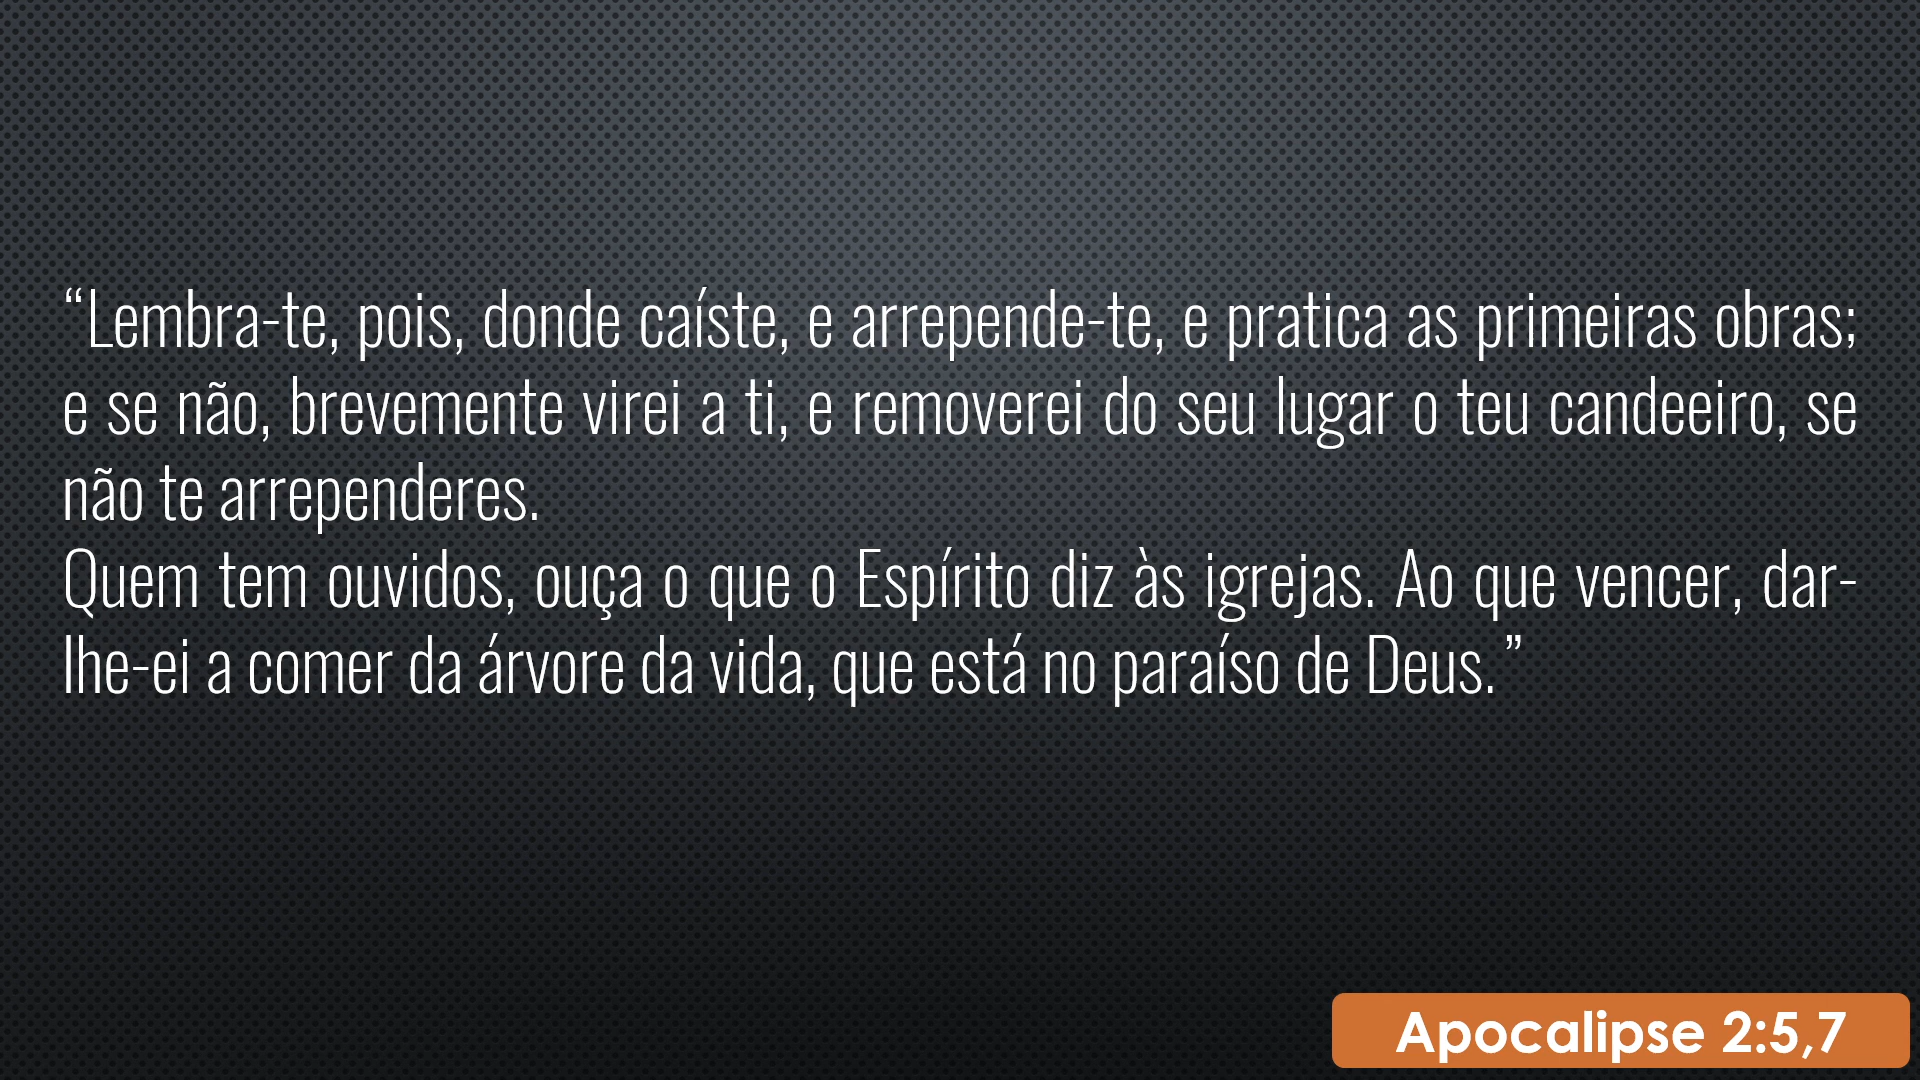 “Lembra-te, pois, donde caíste, e arrepende-te, e pratica as primeiras obras;
e se não, brevemente virei a ti, e removerei do seu lugar o teu candeeiro, se
não te arrependeres.
Quem tem ouvidos, ouça o que o Espírito diz às igrejas. Ao que vencer, dar-
lhe-ei a comer da árvore da vida, que está no paraíso de Deus.”
Apocalipse 2:5,7